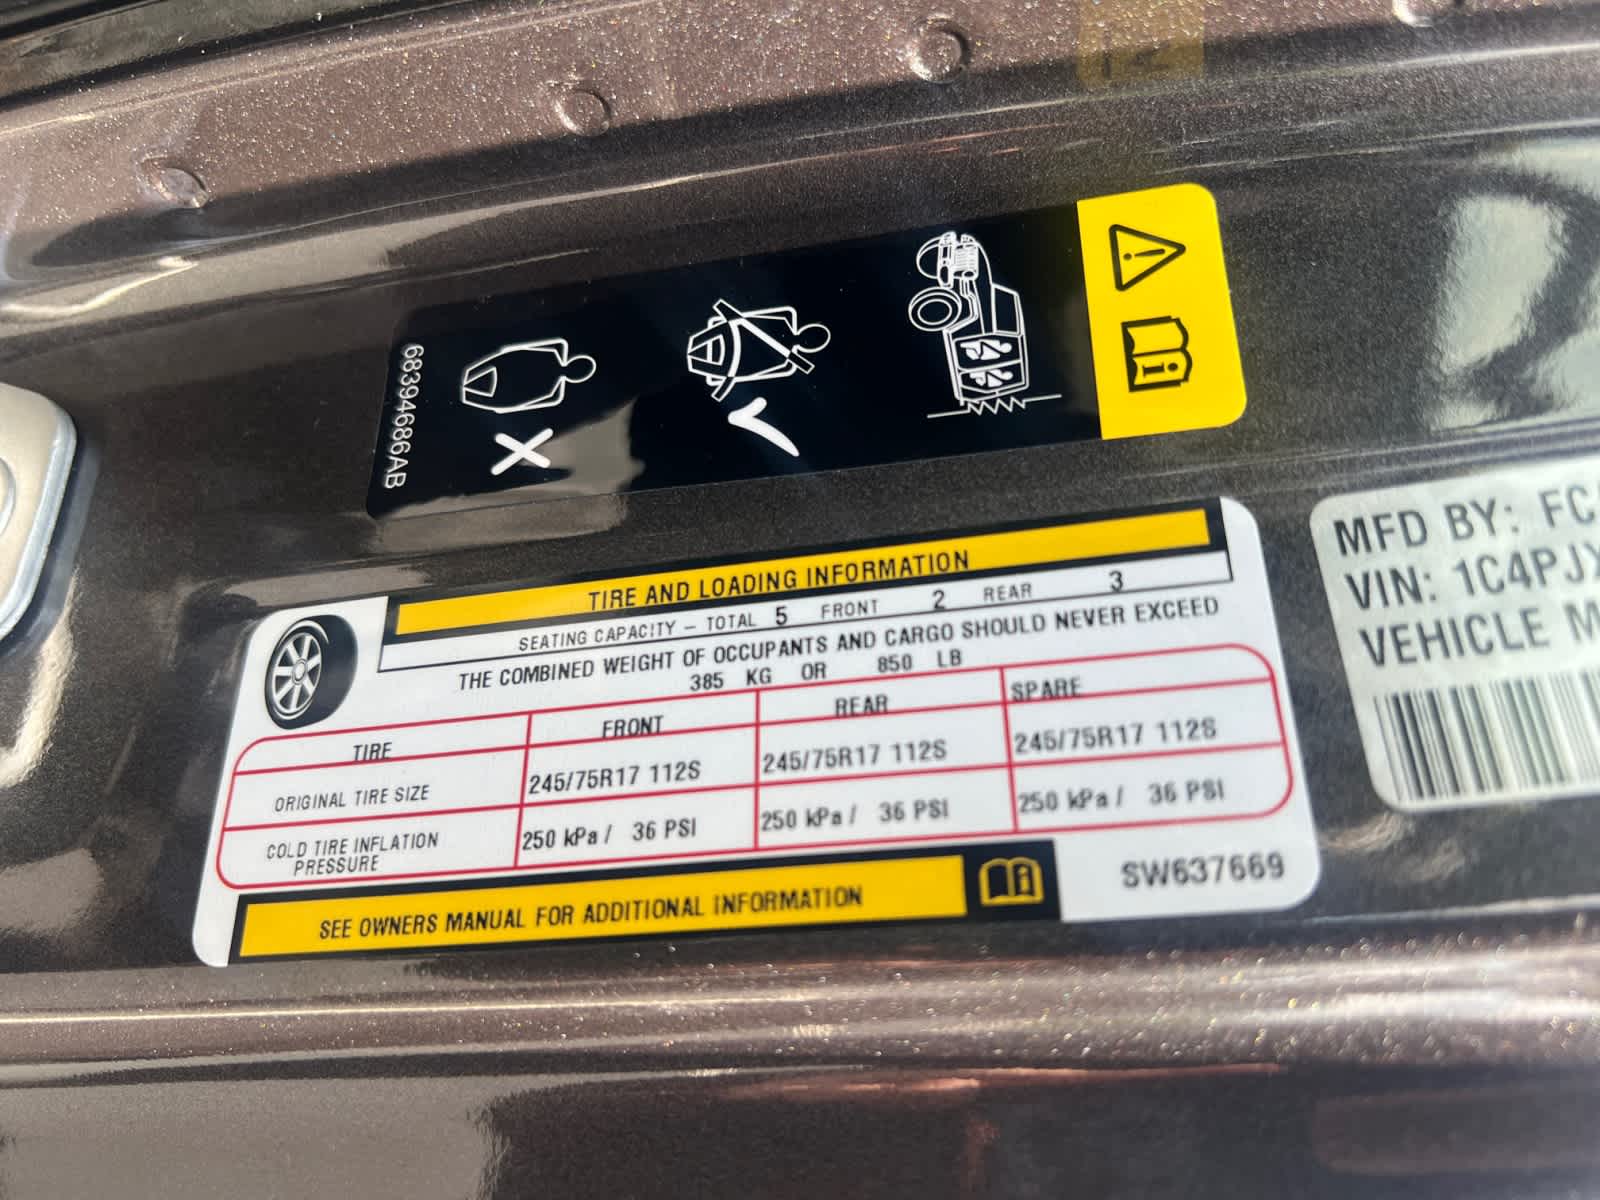 68394686AB
TIRE AND LOADING INFORMATION
SEATING CAPACITY – TOTAL 5 FRONT 2 REAR 3
THE COMBINED WEIGHT OF OCCUPANTS AND CARGO SHOULD NEVER EXCEED
385 KG OR 850 LB
TIRE FRONT REAR SPARE
ORIGINAL TIRE SIZE 245/75R17 112S 245/75R17 112S 245/75R17 112S
COLD TIRE INFLATION
PRESSURE 250 kPa / 36 PSI 250 kPa / 36 PSI 250 kPa / 36 PSI
SEE OWNERS MANUAL FOR ADDITIONAL INFORMATION
SW637669
MFD BY: FC
VIN: 1C4PJ
VEHICLE M